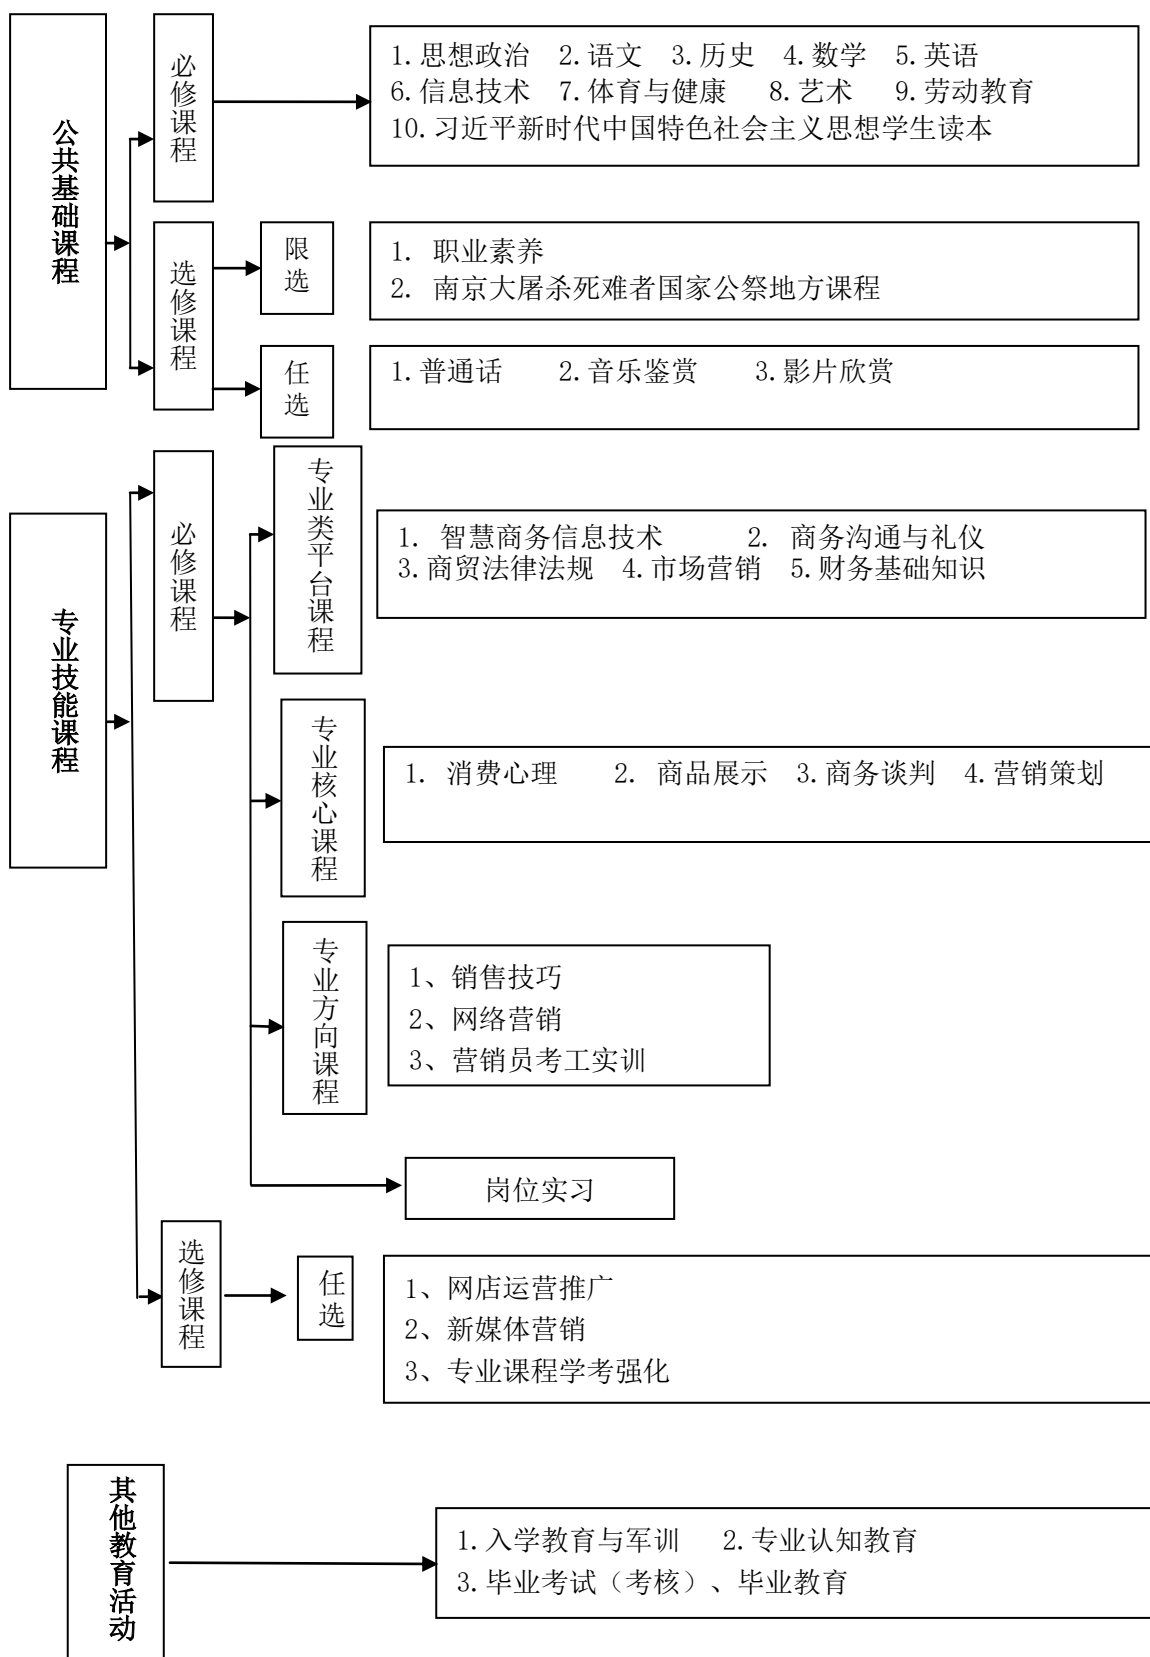 公共基础课程
必修课程
1.思想政治 2.语文 3.历史 4.数学 5.英语
6.信息技术 7.体育与健康 8.艺术 9.劳动教育
10.习近平新时代中国特色社会主义思想学生读本
选修课程
限选
1. 职业素养
2. 南京大屠杀死难者国家公祭地方课程
任选
1.普通话 2.音乐鉴赏 3.影片欣赏
专业技能课程
必修课程
专业类平台课程
1. 智慧商务信息技术 2. 商务沟通与礼仪
3.商贸法律法规 4.市场营销 5.财务基础知识
专业核心课程
1. 消费心理 2. 商品展示 3.商务谈判 4.营销策划
专业方向课程
1、销售技巧
2、网络营销
3、营销员考工实训
岗位实习
选修课程
任选
1、网店运营推广
2、新媒体营销
3、专业课程学考强化
其他教育活动
1.入学教育与军训 2.专业认知教育
3.毕业考试（考核）、毕业教育